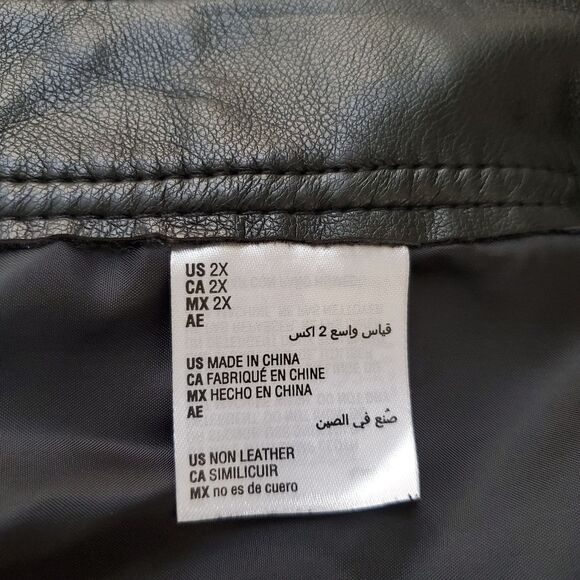 US 2X
CA 2X
MX 2X
AE
قياس واسع 2 اكس
US MADE IN CHINA
CA FABRIQUÉ EN CHINE
MX HECHO EN CHINA
AE
صُنع في الصين
US NON LEATHER
CA SIMILICUIR
MX no es de cuero